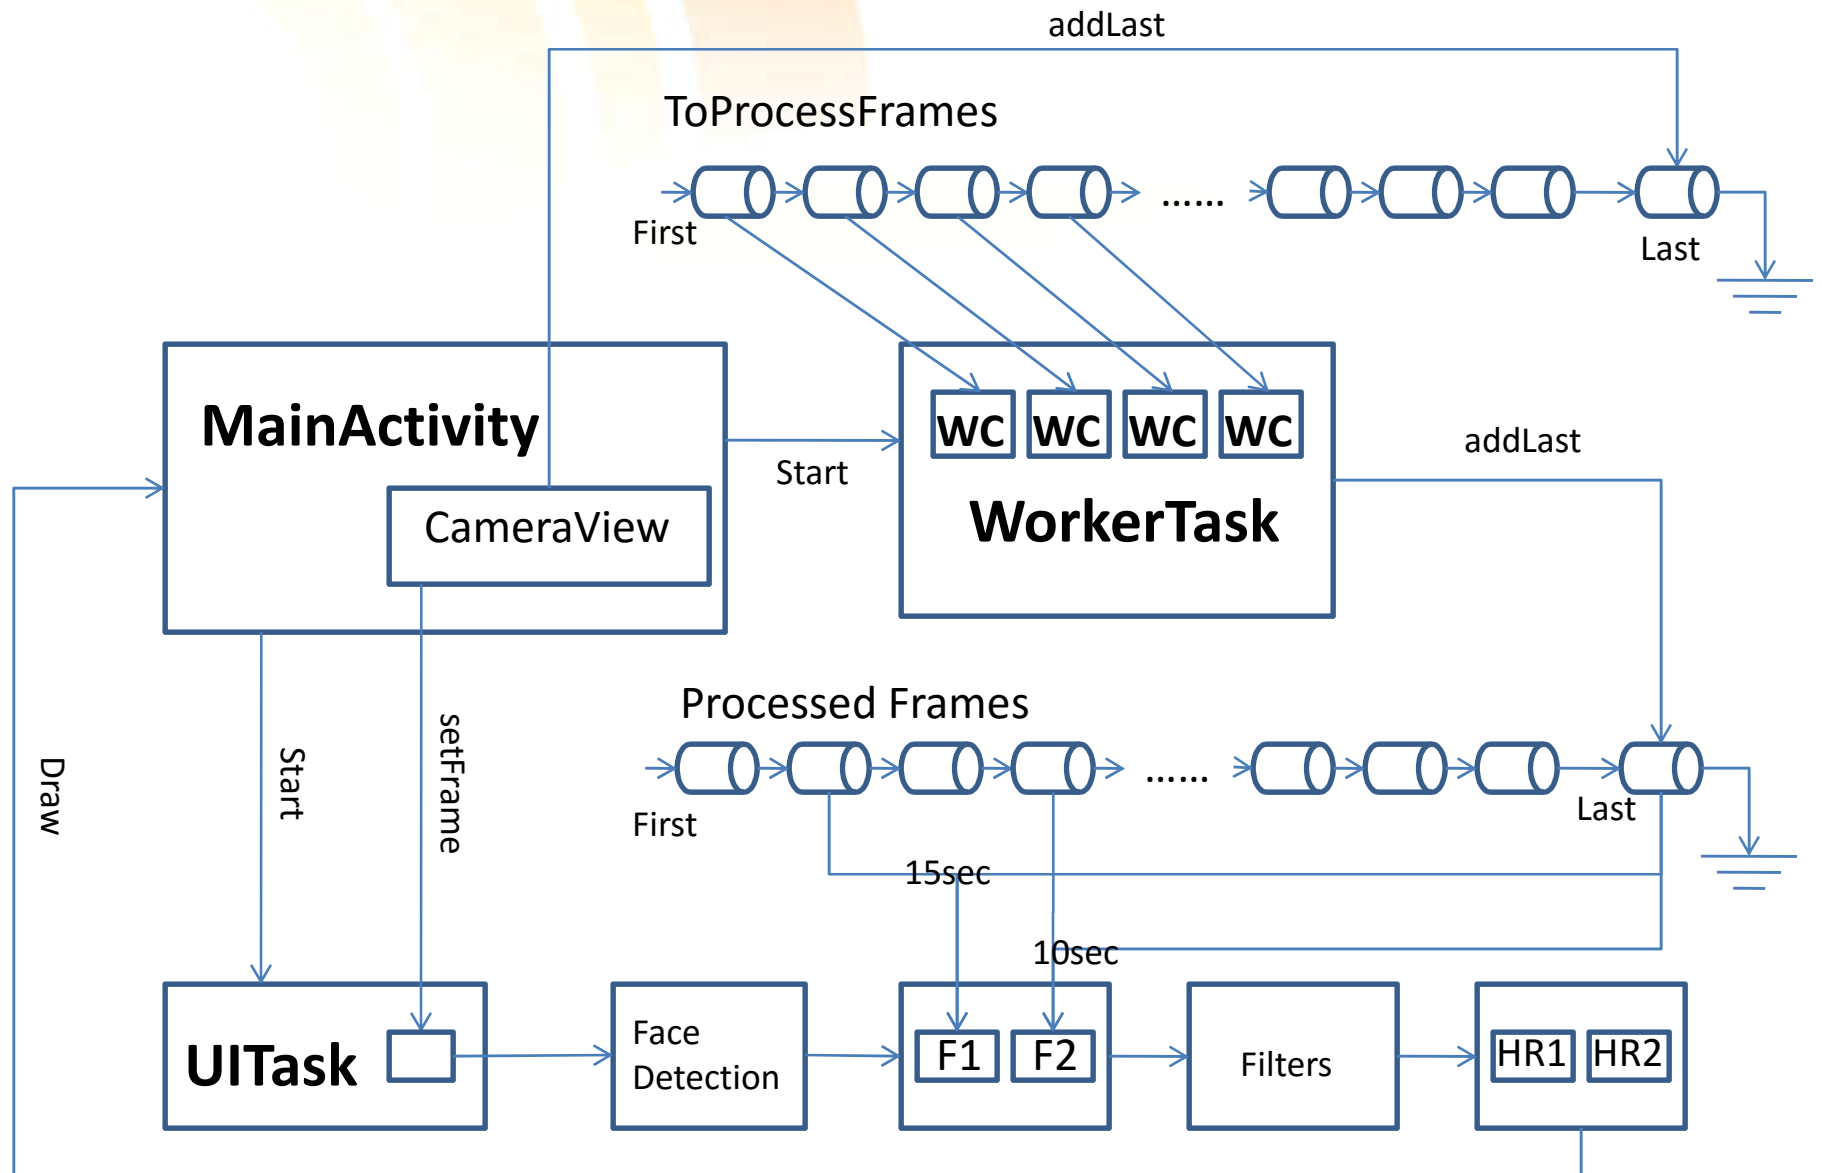 addLast
ToProcessFrames
......
First
Last
MainActivity
WC WC WC WC
Start
addLast
CameraView
WorkerTask
Processed Frames
Draw
Start
setFrame
......
First
Last
15sec
10sec
UITask
Face
Detection
F1 F2
Filters
HR1 HR2